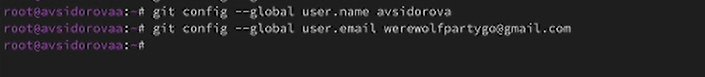 root@avsidorovaa:~# git config --global user.name avsidorova
root@avsidorovaa:~# git config --global user.email werewolfpartygo@gmail.com
root@avsidorovaa:~#